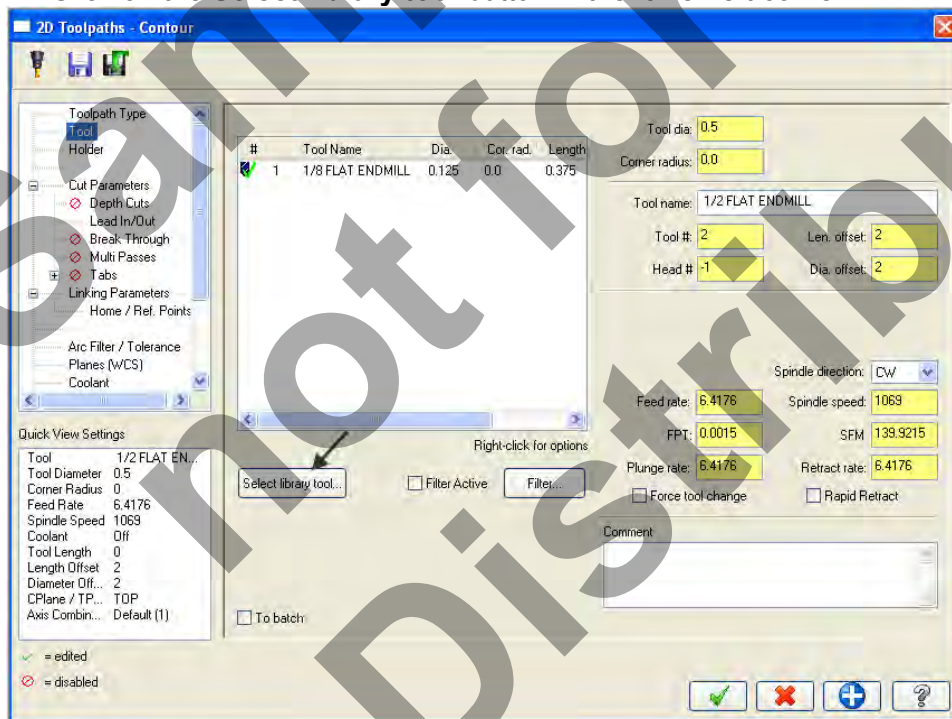 2D Toolpaths - Contour
Toolpath Type
Tool
Holder
Cut Parameters
Depth Cuts
Lead In/Out
Break Through
Multi Passes
Tabs
Linking Parameters
Home / Ref. Points
Arc Filter / Tolerance
Planes (WCS)
Coolant
Quick View Settings
Tool 1/2 FLAT EN...
Tool Diameter 0.5
Corner Radius 0
Feed Rate 6.4176
Spindle Speed 1069
Coolant Off
Tool Length 0
Length Offset 2
Diameter Off... 2
CPlane / TP... TOP
Axis Combin... Default (1)
= edited
= disabled
# Tool Name Dia. Cor. rad. Length
1 1/8 FLAT ENDMILL 0.125 0.0 0.375
Right-click for options
Select library tool...
Filter Active
Filter...
To batch
Tool dia: 0.5
Corner radius: 0.0
Tool name: 1/2 FLAT ENDMILL
Tool #: 2 Len. offset: 2
Head # -1 Dia. offset: 2
Spindle direction: CW
Feed rate: 6.4176 Spindle speed: 1069
FPT: 0.0015 SFM 139.9215
Plunge rate: 6.4176 Retract rate: 6.4176
Force tool change Rapid Retract
Comment
not for